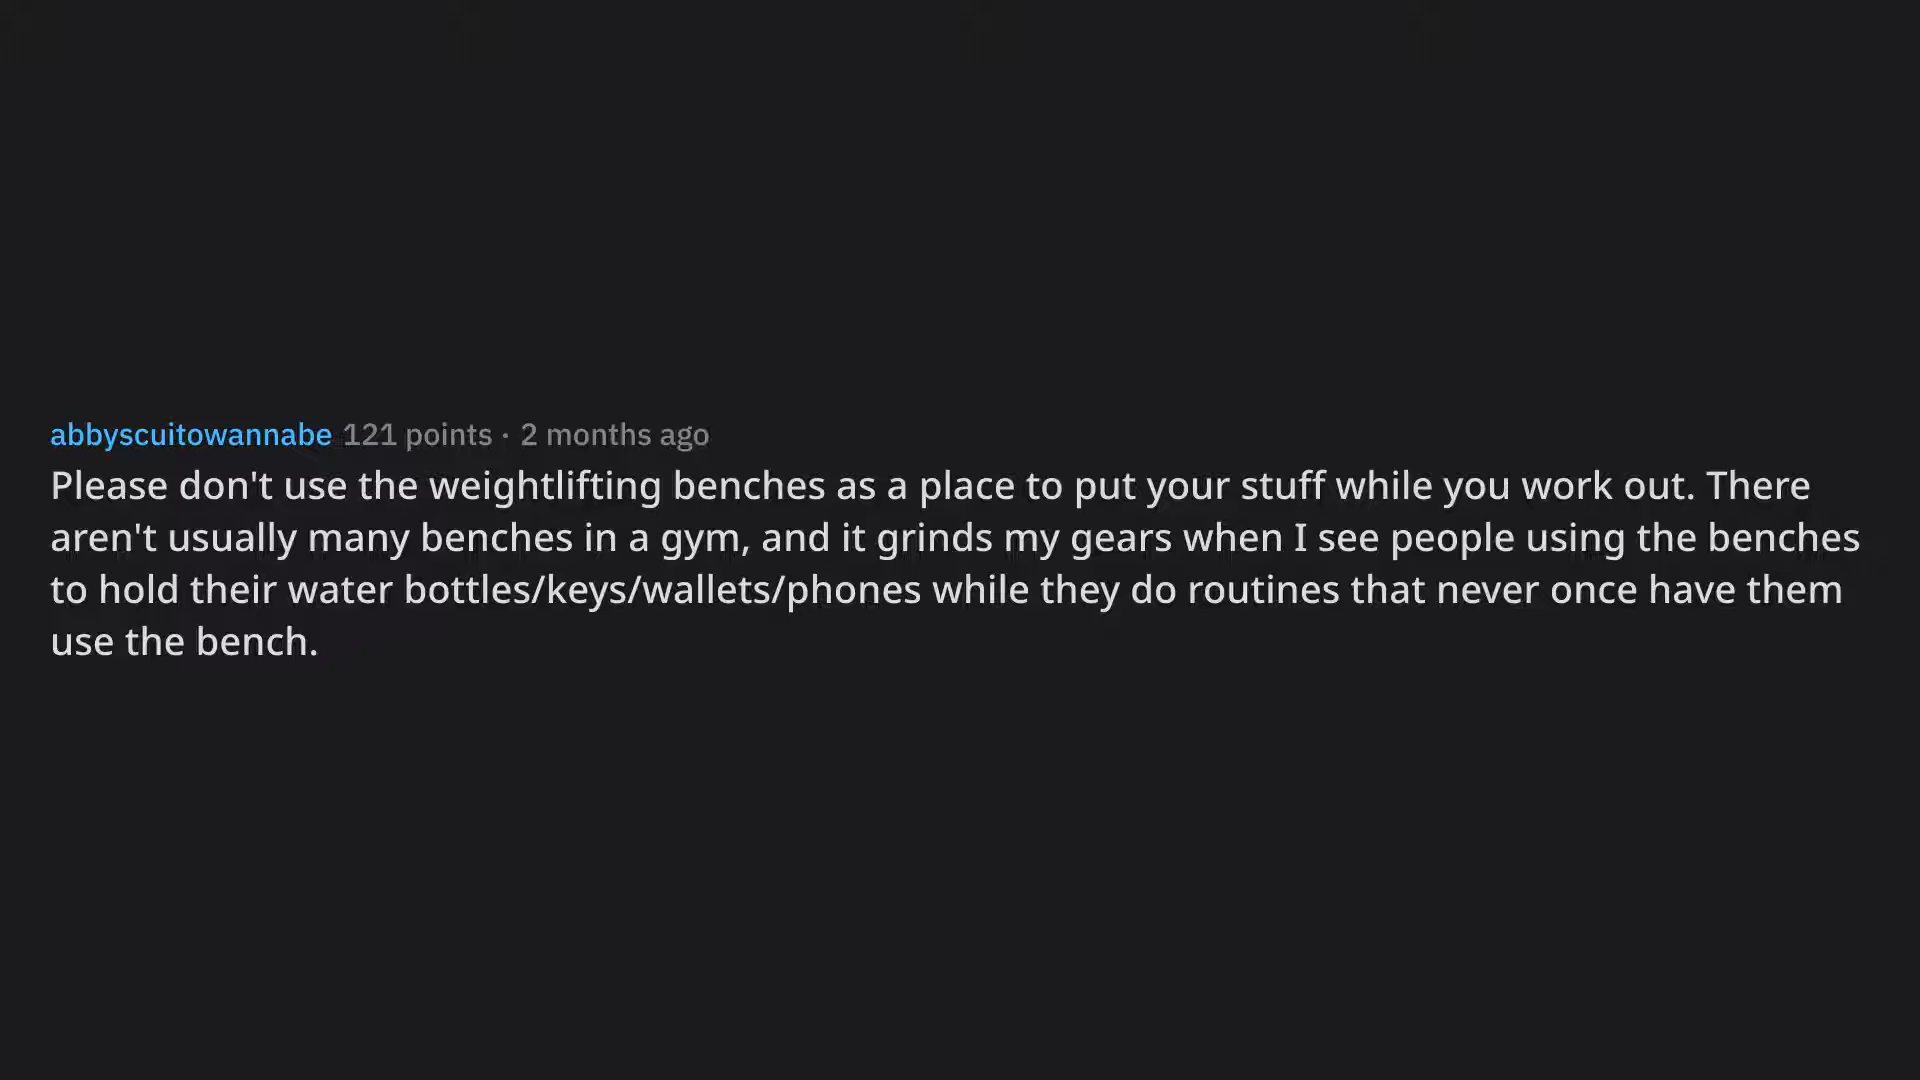 abbyscuitowannabe 121 points · 2 months ago
Please don't use the weightlifting benches as a place to put your stuff while you work out. There
aren't usually many benches in a gym, and it grinds my gears when I see people using the benches
to hold their water bottles/keys/wallets/phones while they do routines that never once have them
use the bench.